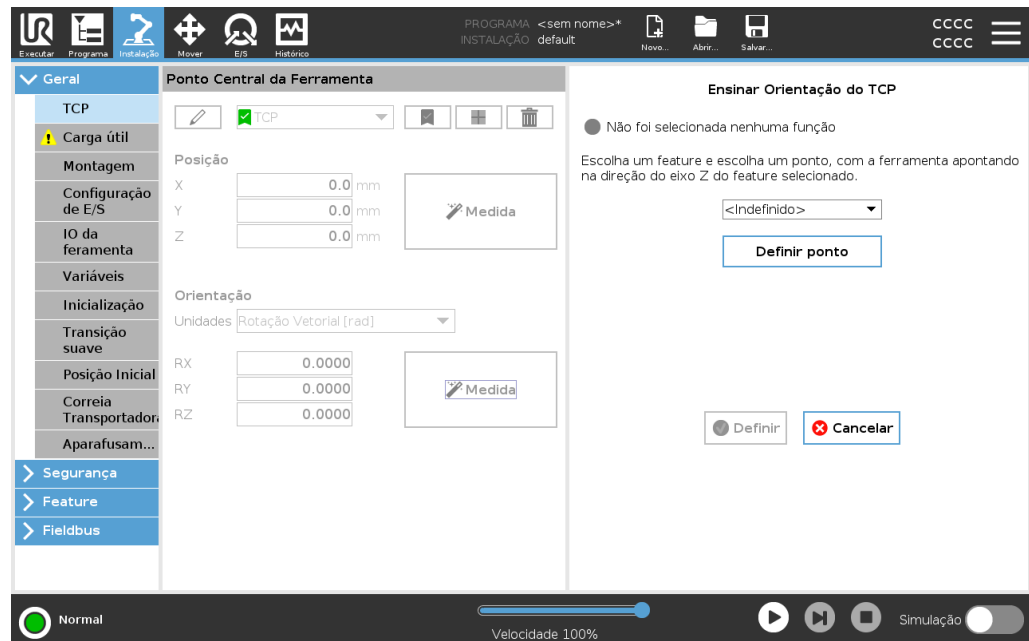 Executar
Programa
Instalação
Mover
E/S
Histórico
PROGRAMA <sem nome>*
INSTALAÇÃO default
Novo...
Abrir...
Salvar...
CCCC
CCCC
Geral
TCP
Carga útil
Montagem
Configuração
de E/S
IO da
feramenta
Variáveis
Inicialização
Transição
suave
Posição Inicial
Correia
Transportador
Aparafusam...
Segurança
Feature
Fieldbus
Ponto Central da Ferramenta
TCP
Posição
X 0.0 mm
Y 0.0 mm
Z 0.0 mm
Medida
Orientação
Unidades Rotação Vetorial [rad]
RX 0.0000
RY 0.0000
RZ 0.0000
Medida
Ensinar Orientação do TCP
Não foi selecionada nenhuma função
Escolha um feature e escolha um ponto, com a ferramenta apontando
na direção do eixo Z do feature selecionado.
<Indefinido>
Definir ponto
Definir
Cancelar
Normal
Velocidade 100%
Simulação